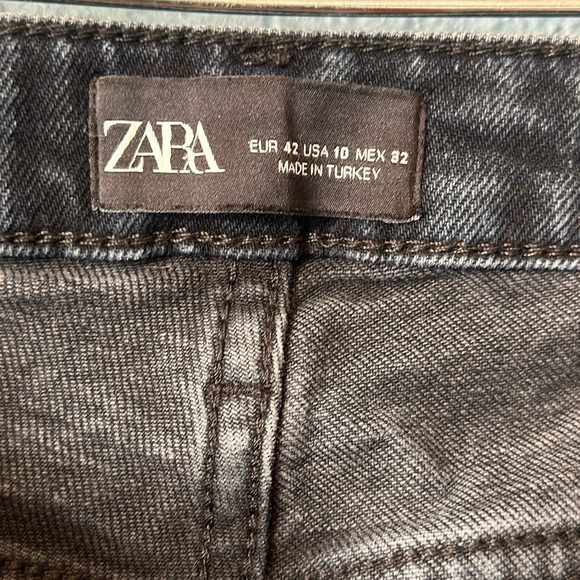 ZARA
EUR 42 USA 10 MEX 32
MADE IN TURKEY